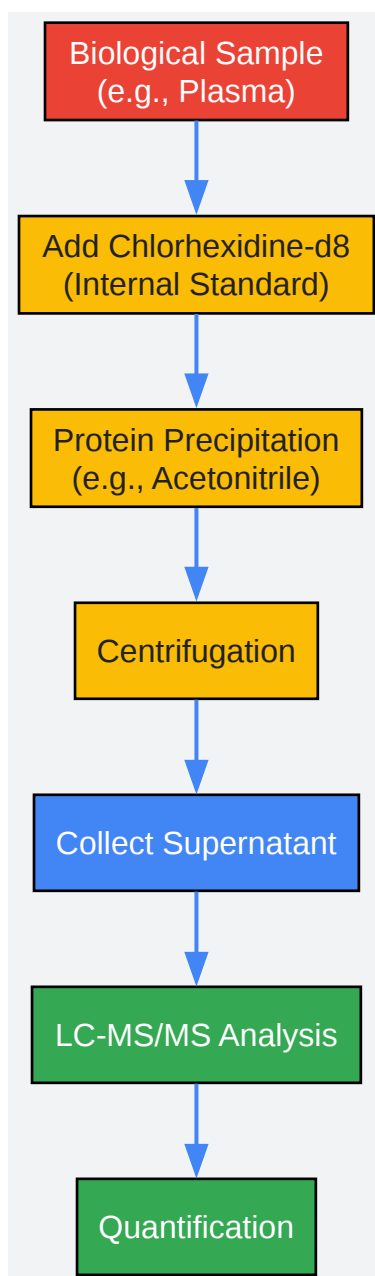 Biological Sample
(e.g., Plasma)
Add Chlorhexidine-d8
(Internal Standard)
Protein Precipitation
(e.g., Acetonitrile)
Centrifugation
Collect Supernatant
LC-MS/MS Analysis
Quantification